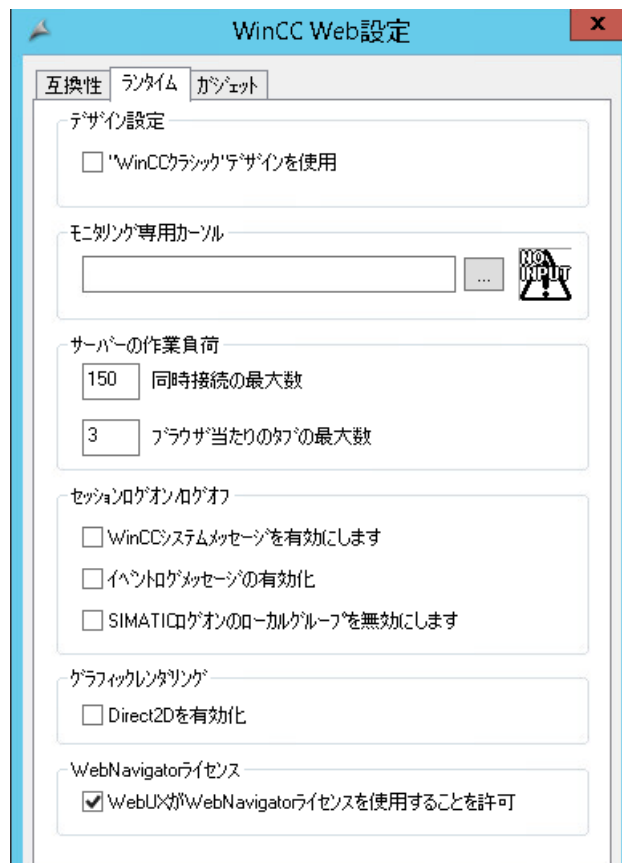 WinCC Web設定
x
互換性 ランタイム ガジェット
デザイン設定
"WinCCクラシック"デザインを使用
モニタリング専用カーソル
...
NO
INPUT
サーバーの作業負荷
150 同時接続の最大数
3 ブラウザ当たりのタブの最大数
セッションログオン/ログオフ
WinCCシステムメッセージを有効にします
イベントログメッセージの有効化
SIMATICログオンのローカルグループを無効にします
グラフィックレンダリング
Direct2Dを有効化
WebNavigatorライセンス
WebUXがWebNavigatorライセンスを使用することを許可